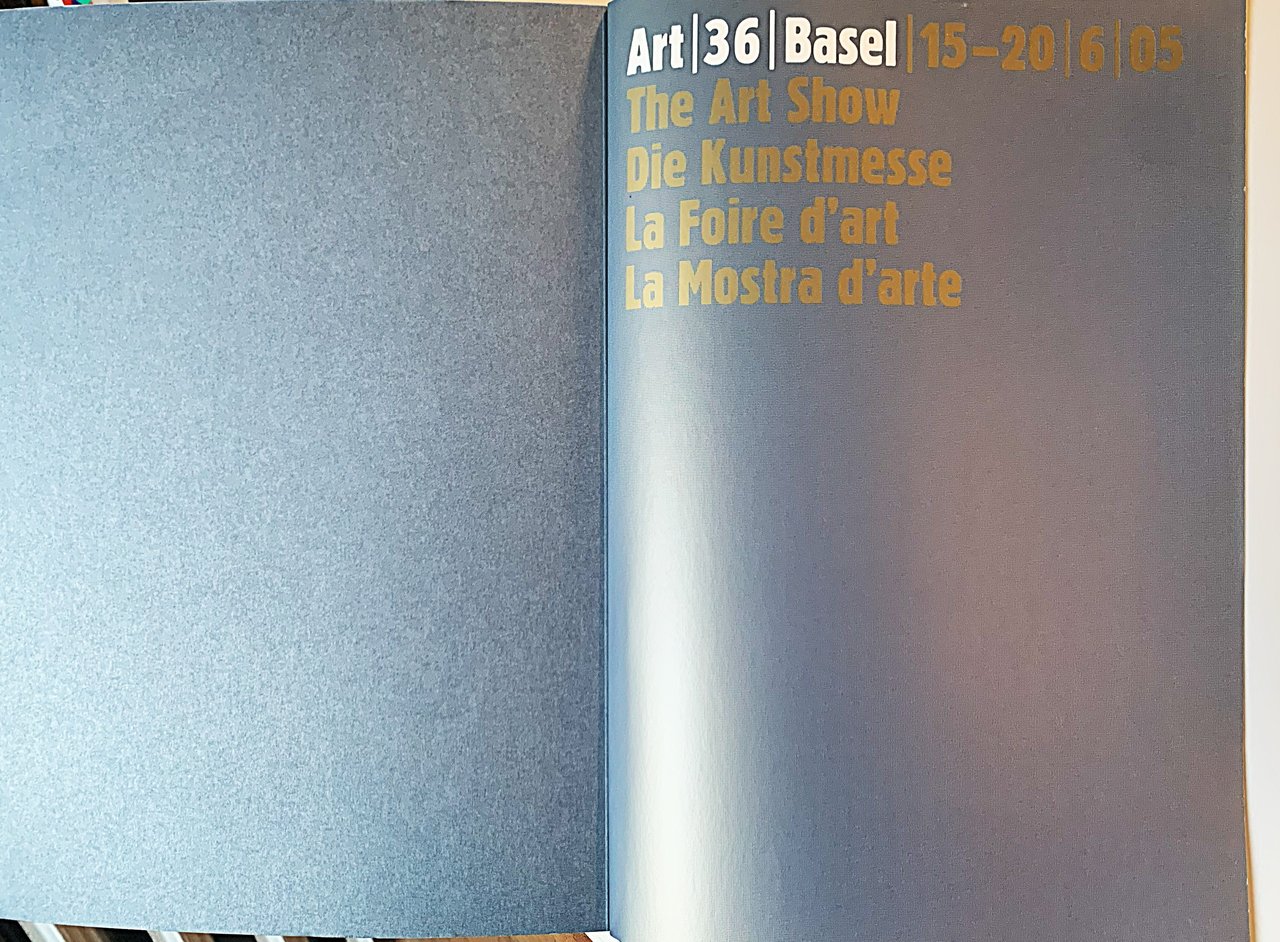 Art|36|Basel|15–20|6|05
The Art Show
Die Kunstmesse
La Foire d'art
La Mostra d'arte